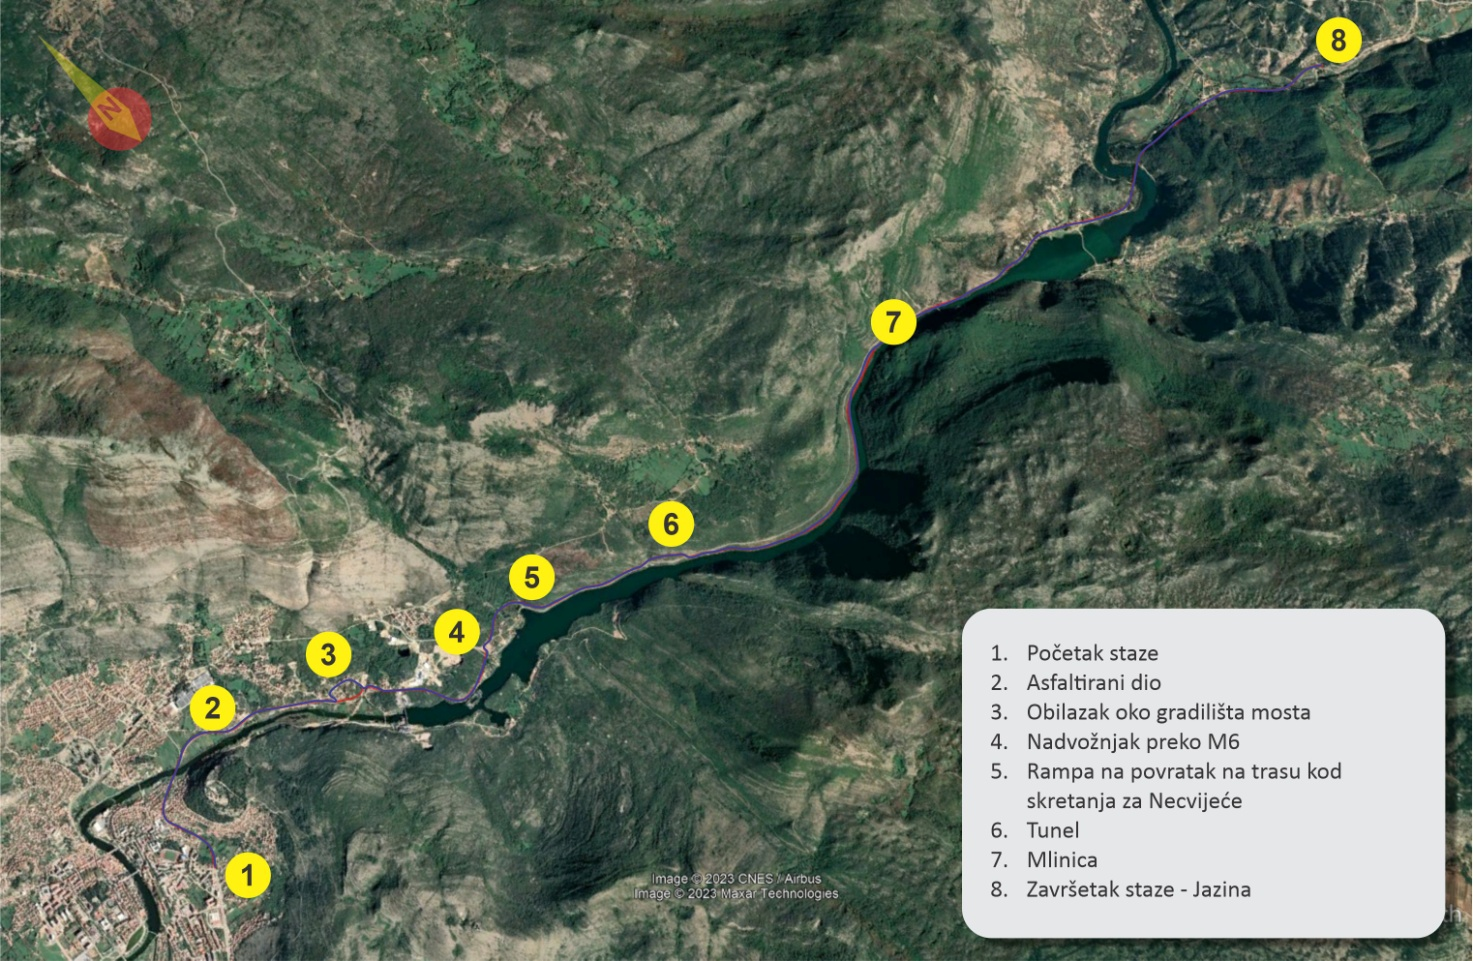 N
8
7
6
5
4
3
2
1
1. Početak staze
2. Asfaltirani dio
3. Obilazak oko gradilišta mosta
4. Nadvožnjak preko M6
5. Rampa na povratak na trasu kod
skretanja za Necvijeće
6. Tunel
7. Mlinica
8. Završetak staze - Jazina
Image © 2023 CNES / Airbus
Image © 2023 Maxar Technologies